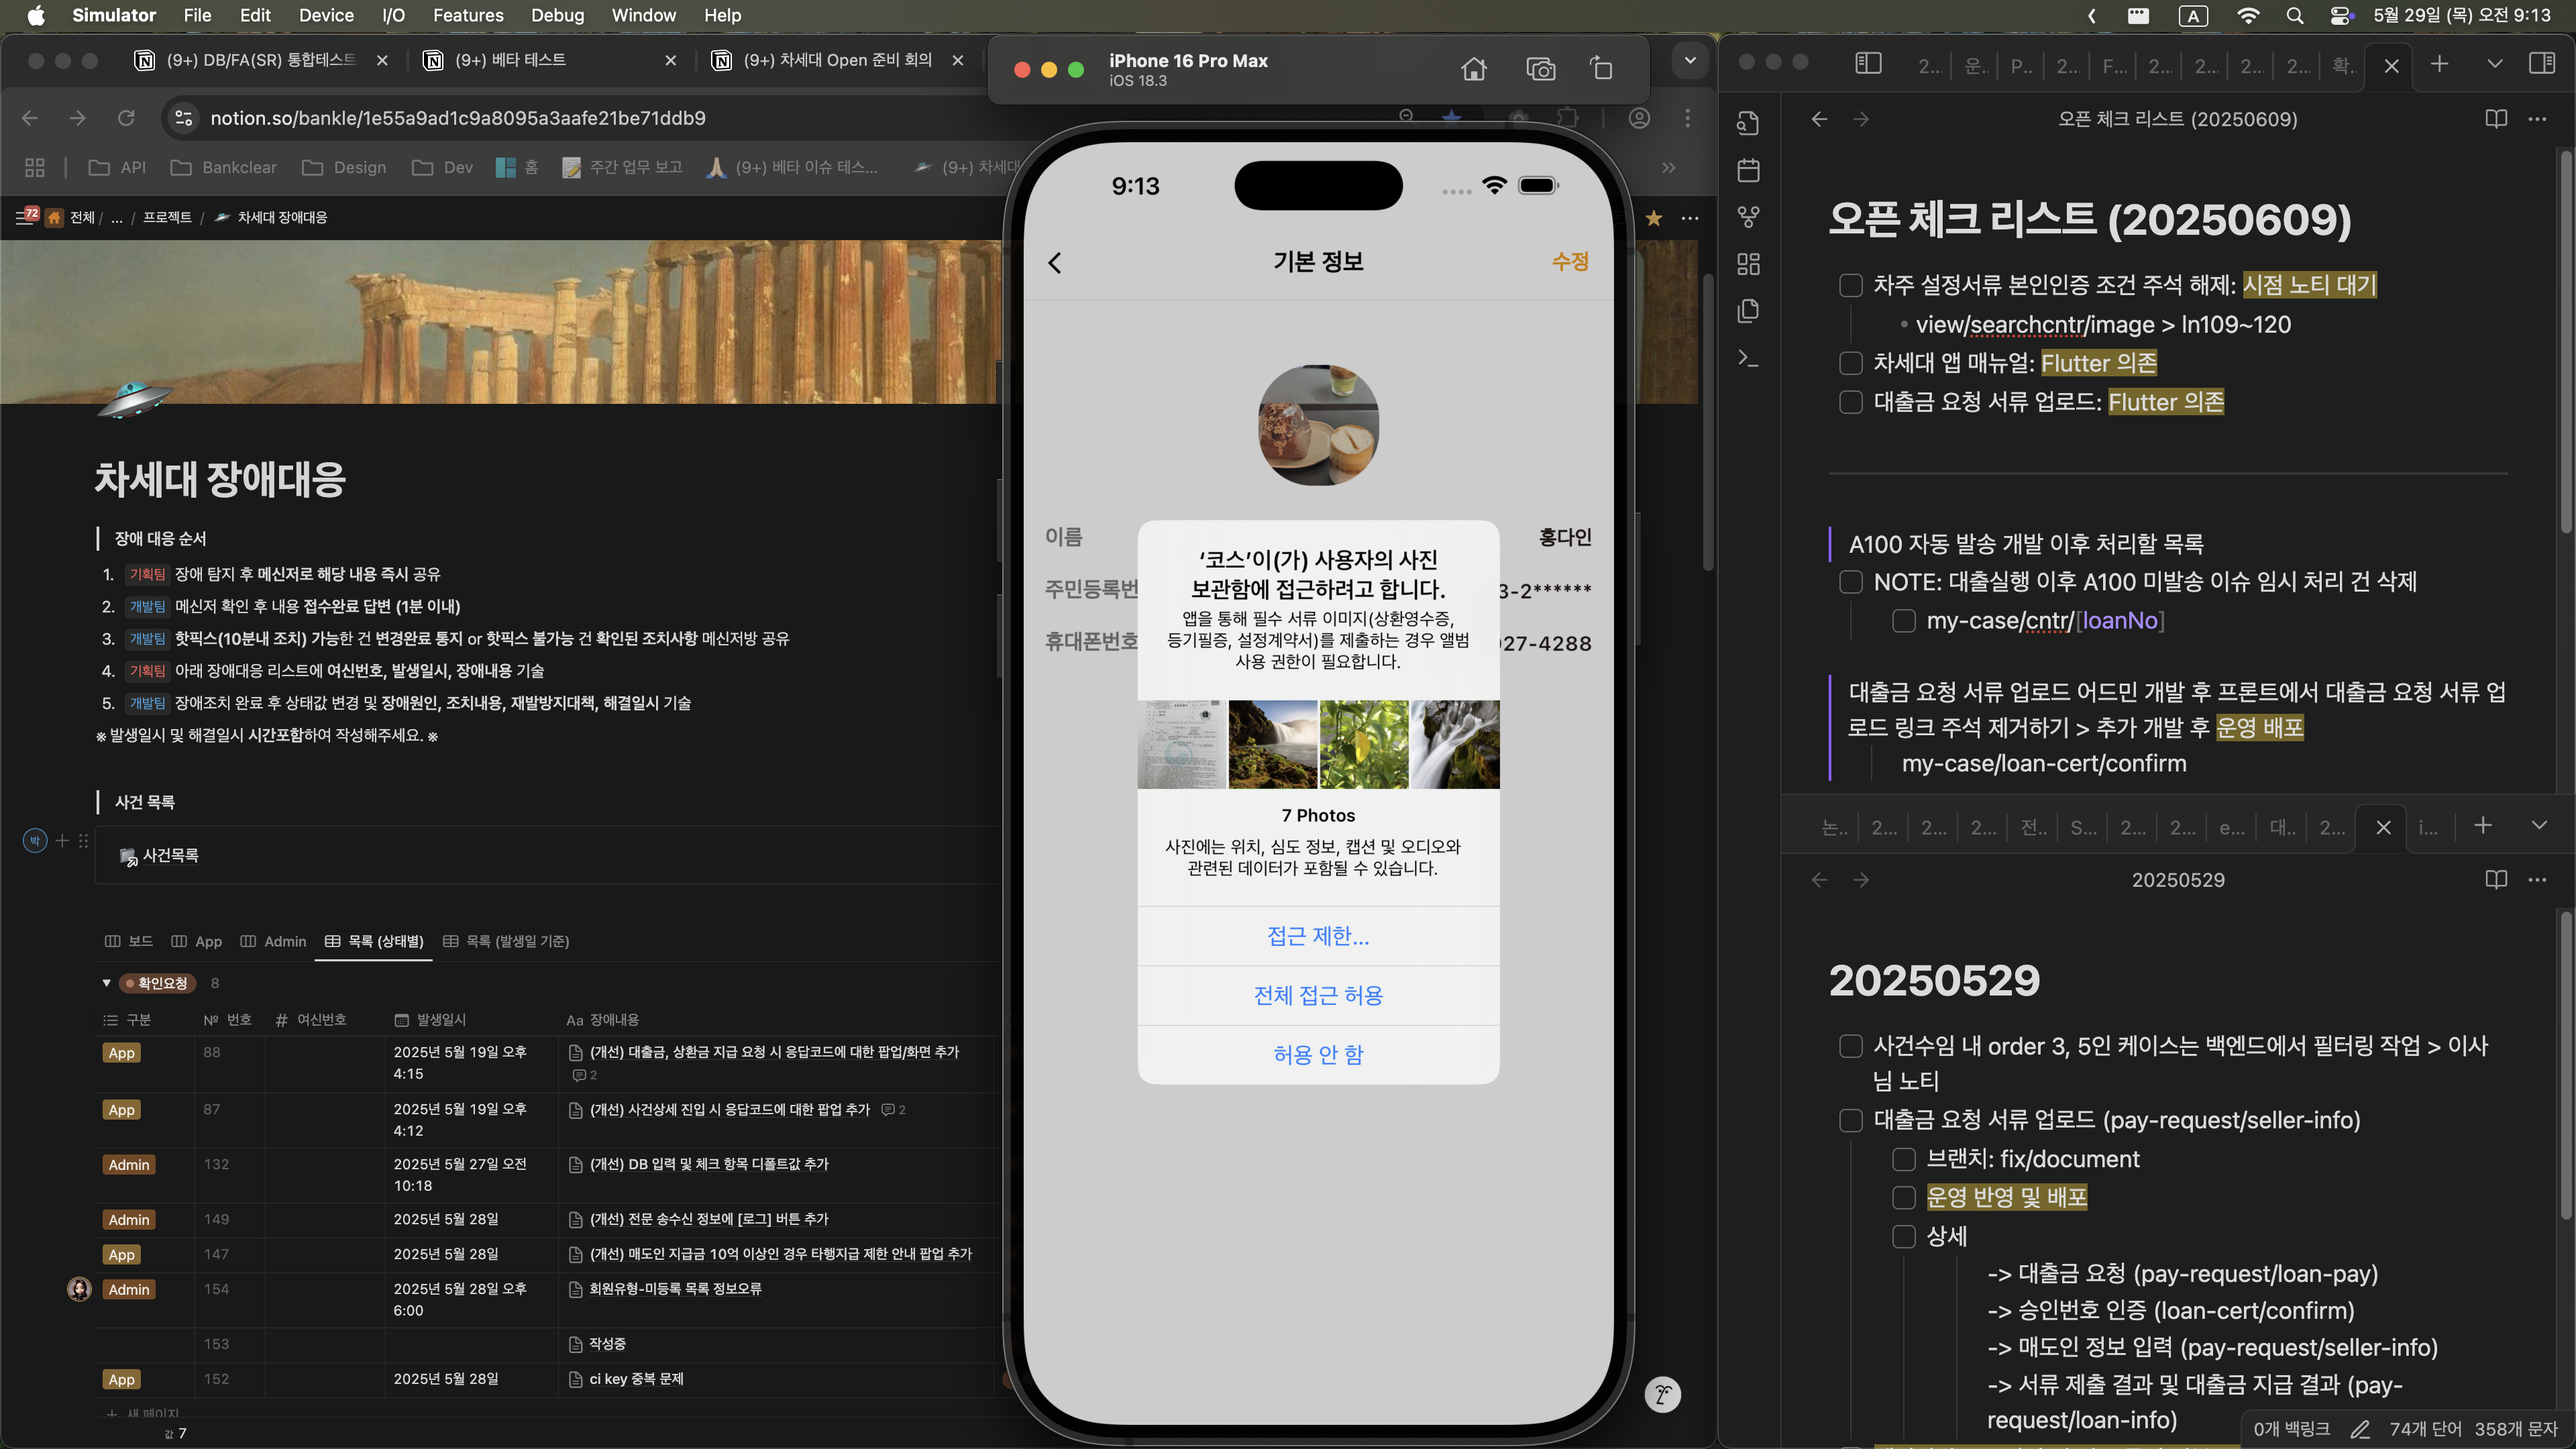 Simulator File Edit Device I/O Features Debug Window Help
A 5월 29일 (목) 오전 9:13
(9+) DB/FA(SR) 통합테스트
(9+) 베타 테스트
(9+) 차세대 Open 준비 회의
notion.so/bankle/1e55a9ad1c9a8095a3aafe21be71ddb9
API Bankclear Design Dev 홈 주간 업무 보고 (9+) 베타 이슈 테스... (9+) 차세대
72 전체 / ... / 프로젝트 / 차세대 장애대응
차세대 장애대응
장애 대응 순서
1. 기획팀 장애 탐지 후 메신저로 해당 내용 즉시 공유
2. 개발팀 메신저 확인 후 내용 접수완료 답변 (1분 이내)
3. 개발팀 핫픽스(10분내 조치) 가능한 건 변경완료 통지 or 핫픽스 불가능 건 확인된 조치사항 메신저방 공유
4. 기획팀 아래 장애대응 리스트에 여신번호, 발생일시, 장애내용 기술
5. 개발팀 장애조치 완료 후 상태값 변경 및 장애원인, 조치내용, 재발방지대책, 해결일시 기술
※ 발생일시 및 해결일시 시간포함하여 작성해주세요. ※
사건 목록
박
사건목록
보드 App Admin 목록 (상태별) 목록 (발생일 기준)
확인요청 8
구분 № 번호 # 여신번호 발생일시 Aa 장애내용
App 88 2025년 5월 19일 오후 4:15 (개선) 대출금, 상환금 지급 요청 시 응답코드에 대한 팝업/화면 추가 2
App 87 2025년 5월 19일 오후 4:12 (개선) 사건상세 진입 시 응답코드에 대한 팝업 추가 2
Admin 132 2025년 5월 27일 오전 10:18 (개선) DB 입력 및 체크 항목 디폴트값 추가
Admin 149 2025년 5월 28일 (개선) 전문 송수신 정보에 [로그] 버튼 추가
App 147 2025년 5월 28일 (개선) 매도인 지급금 10억 이상인 경우 타행지급 제한 안내 팝업 추가
Admin 154 2025년 5월 28일 오후 6:00 회원유형-미등록 목록 정보오류
153 작성중
App 152 2025년 5월 28일 ci key 중복 문제
새 페이지
값 7
iPhone 16 Pro Max
iOS 18.3
9:13
기본 정보 수정
이름 홍다인
주민등록번 3-2******
휴대폰번호 27-4288
‘코스’이(가) 사용자의 사진
보관함에 접근하려고 합니다.
앱을 통해 필수 서류 이미지(상환영수증,
등기필증, 설정계약서)를 제출하는 경우 앨범
사용 권한이 필요합니다.
7 Photos
사진에는 위치, 심도 정보, 캡션 및 오디오와
관련된 데이터가 포함될 수 있습니다.
접근 제한...
전체 접근 허용
허용 안 함
2... 운. P... 2... F... 2... 2... 2... 2... 확.
오픈 체크 리스트 (20250609)
오픈 체크 리스트 (20250609)
차주 설정서류 본인인증 조건 주석 해제: 시점 노티 대기
view/searchcntr/image > ln109~120
차세대 앱 매뉴얼: Flutter 의존
대출금 요청 서류 업로드: Flutter 의존
A100 자동 발송 개발 이후 처리할 목록
NOTE: 대출실행 이후 A100 미발송 이슈 임시 처리 건 삭제
my-case/cntr/[loanNo]
대출금 요청 서류 업로드 어드민 개발 후 프론트에서 대출금 요청 서류 업
로드 링크 주석 제거하기 > 추가 개발 후 운영 배포
my-case/loan-cert/confirm
논.. 2... 2... 2... 전.. S... 2... 2... e... 대.. 2... i...
20250529
20250529
사건수임 내 order 3, 5인 케이스는 백엔드에서 필터링 작업 > 이사
님 노티
대출금 요청 서류 업로드 (pay-request/seller-info)
브랜치: fix/document
운영 반영 및 배포
상세
-> 대출금 요청 (pay-request/loan-pay)
-> 승인번호 인증 (loan-cert/confirm)
-> 매도인 정보 입력 (pay-request/seller-info)
-> 서류 제출 결과 및 대출금 지급 결과 (pay-
request/loan-info)
0개 백링크 74개 단어 358개 문자